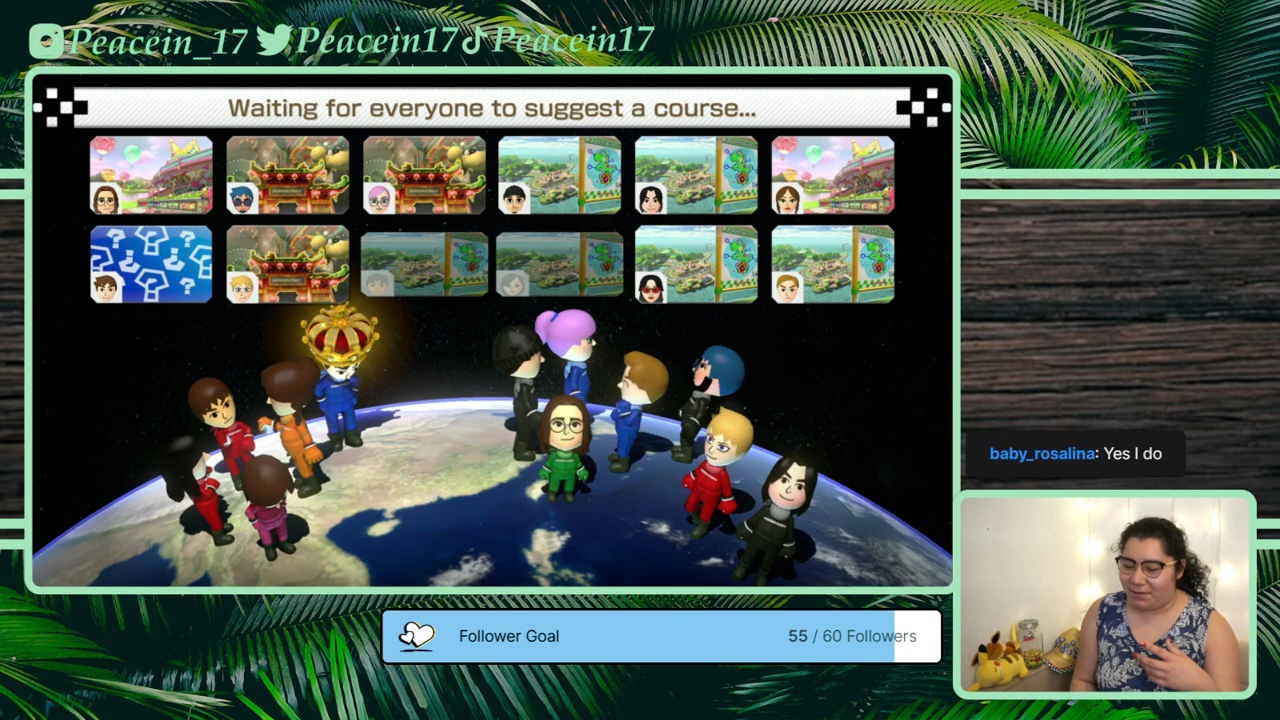 Peacein_17 Peacein17 Peacein17
Waiting for everyone to suggest a course...
baby_rosalina: Yes I do
Follower Goal 55 / 60 Followers